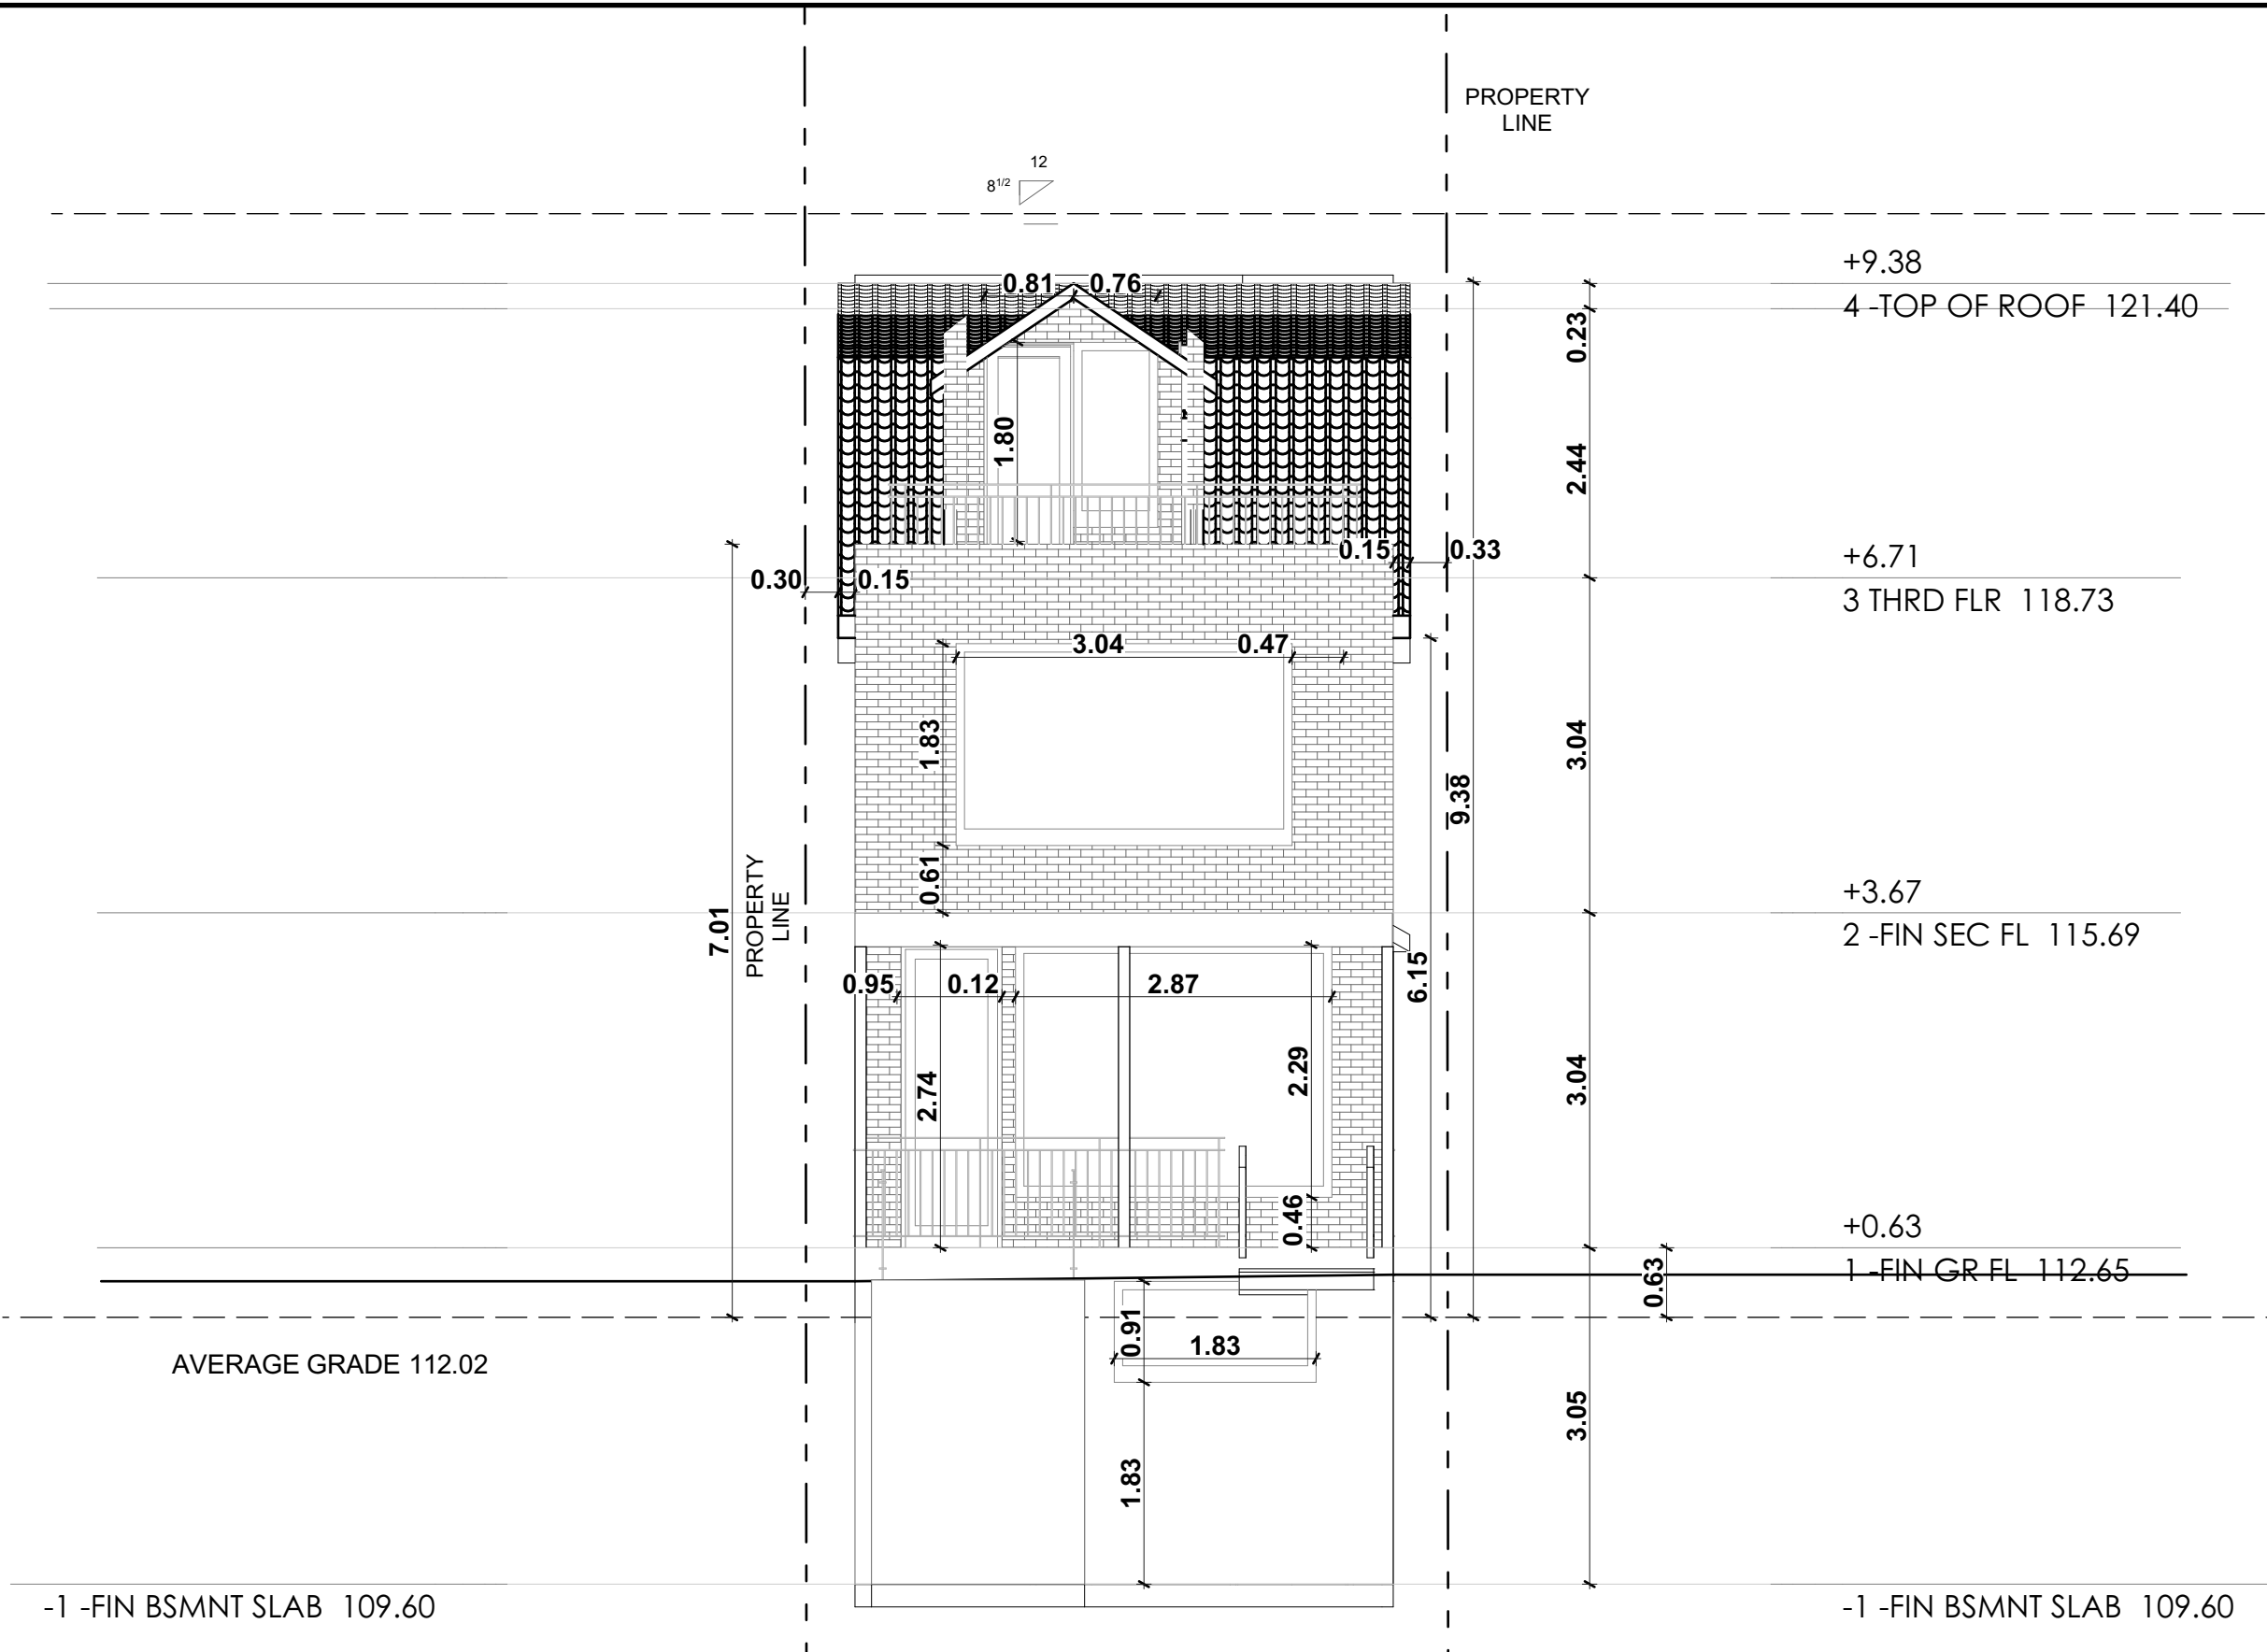 PROPERTY
LINE
12
8 1/2
+9.38
4 -TOP OF ROOF 121.40
0.81 0.76
0.23
1.80
2.44
0.15 0.33
+6.71
3 THRD FLR 118.73
0.30 0.15
3.04 0.47
1.83
3.04
9.38
0.61
7.01
PROPERTY
LINE
+3.67
2 -FIN SEC FL 115.69
6.15
0.95 0.12 2.87
2.74
2.29
3.04
0.46
+0.63
1 -FIN GR FL 112.65
0.63
0.91
1.83
AVERAGE GRADE 112.02
3.05
1.83
-1 -FIN BSMNT SLAB 109.60
-1 -FIN BSMNT SLAB 109.60